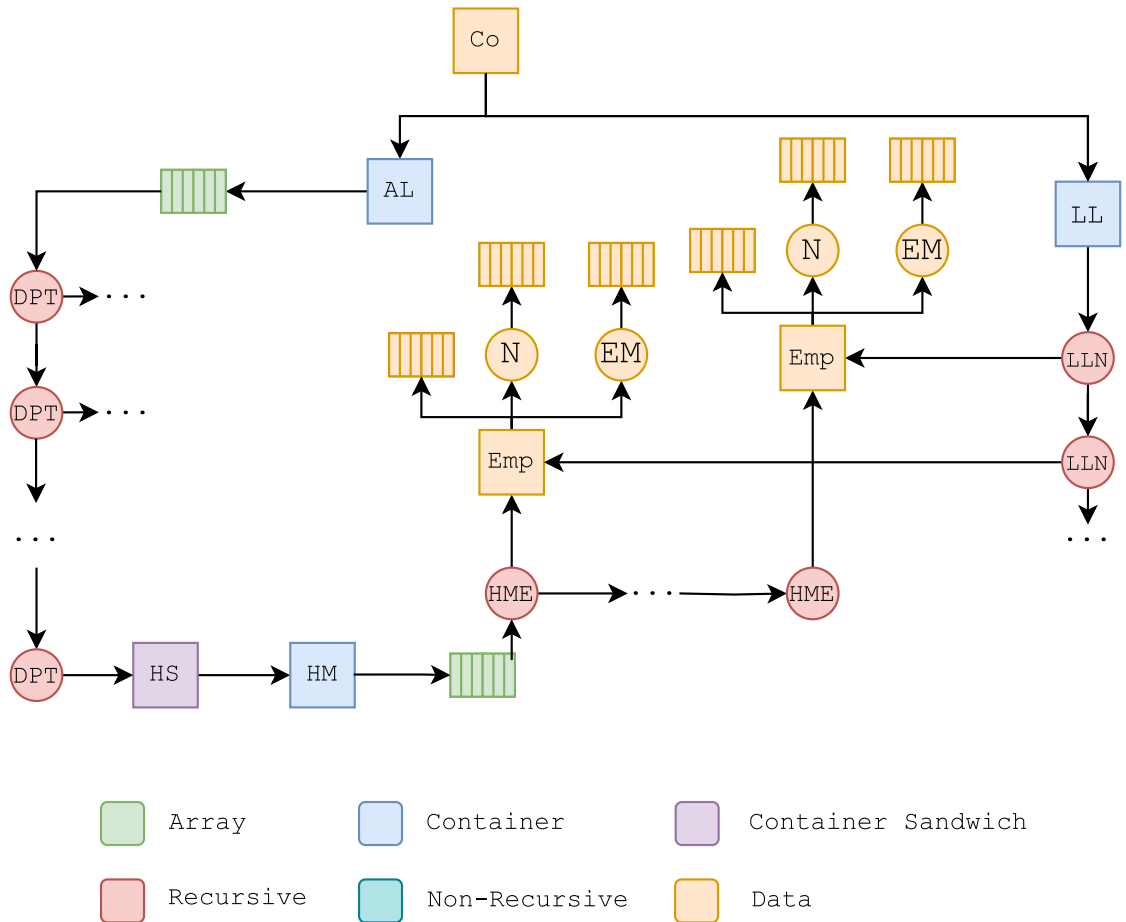 Co
AL
LL
N
EM
DPT
...
N
EM
Emp
LLN
DPT
...
Emp
LLN
...
...
HME
...
HME
DPT
HS
HM
Array
Container
Container Sandwich
Recursive
Non-Recursive
Data